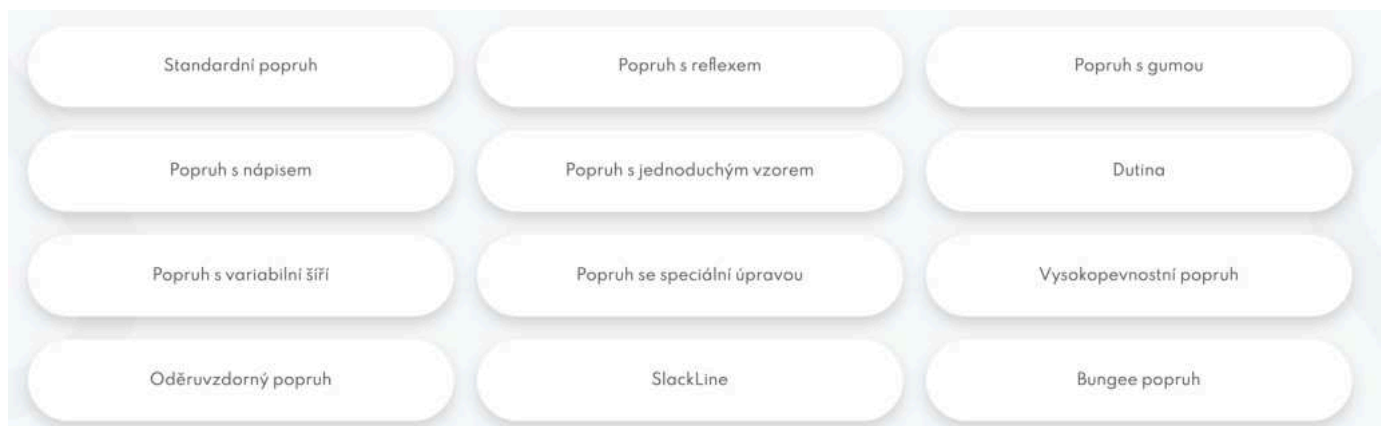 Standardní popruh
Popruh s reflexem
Popruh s gumou
Popruh s nápisem
Popruh s jednoduchým vzorem
Dutina
Popruh s variabilní šíří
Popruh se speciální úpravou
Vysokopevnostní popruh
Oděruvzdorný popruh
SlackLine
Bungee popruh